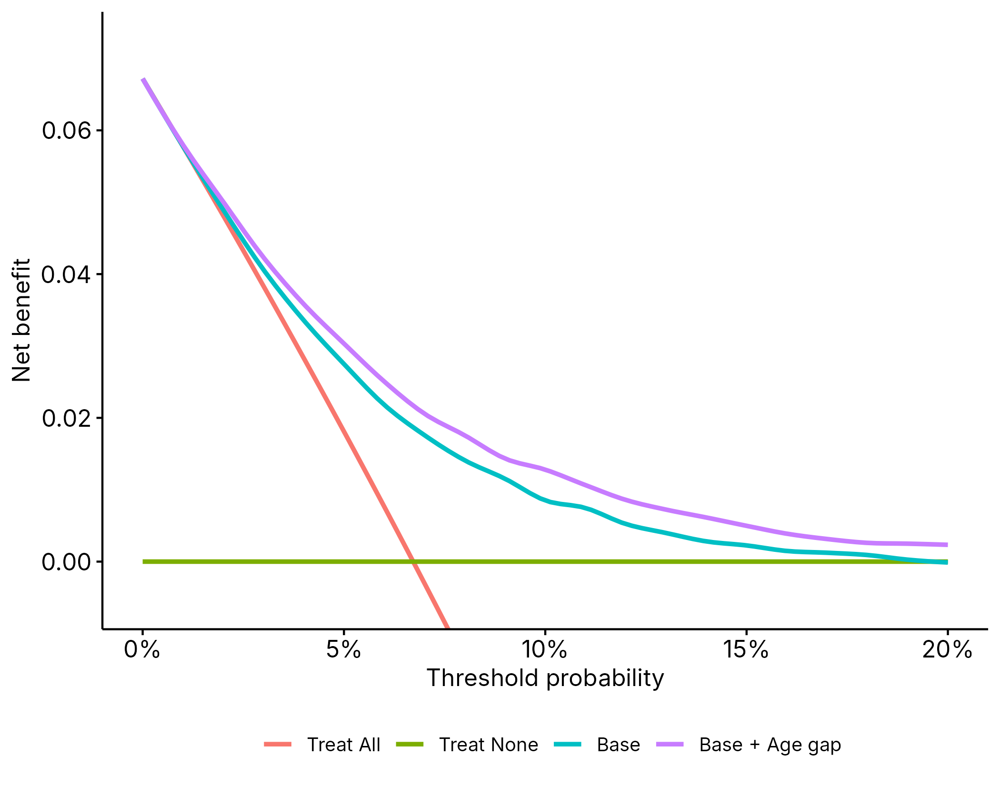 Net benefit
0.06
0.04
0.02
0.00
0% 5% 10% 15% 20%
Threshold probability
Treat All Treat None Base Base + Age gap